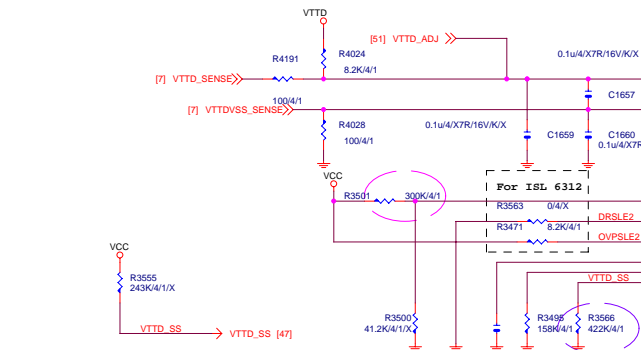 VTTD
[51] VTTD_ADJ
R4191
R4024
8.2K/4/1
0.1u/4/X7R/16V/K/X
[7] VTTD_SENSE
C1657
100/4/1
[7] VTTDVSS_SENSE
R4028
100/4/1
0.1u/4/X7R/16V/K/X
C1659
C1660
0.1u/4/X7R
VCC
For ISL 6312
R3501
300K/4/1
R3563
0/4/X
DRSLE2
R3471
8.2K/4/1
OVPSLE2
VCC
R3555
243K/4/1/X
VTTD_SS
VTTD_SS
VTTD_SS [47]
R3500
41.2K/4/1/X
R3495
158K/4/1
R3566
422K/4/1